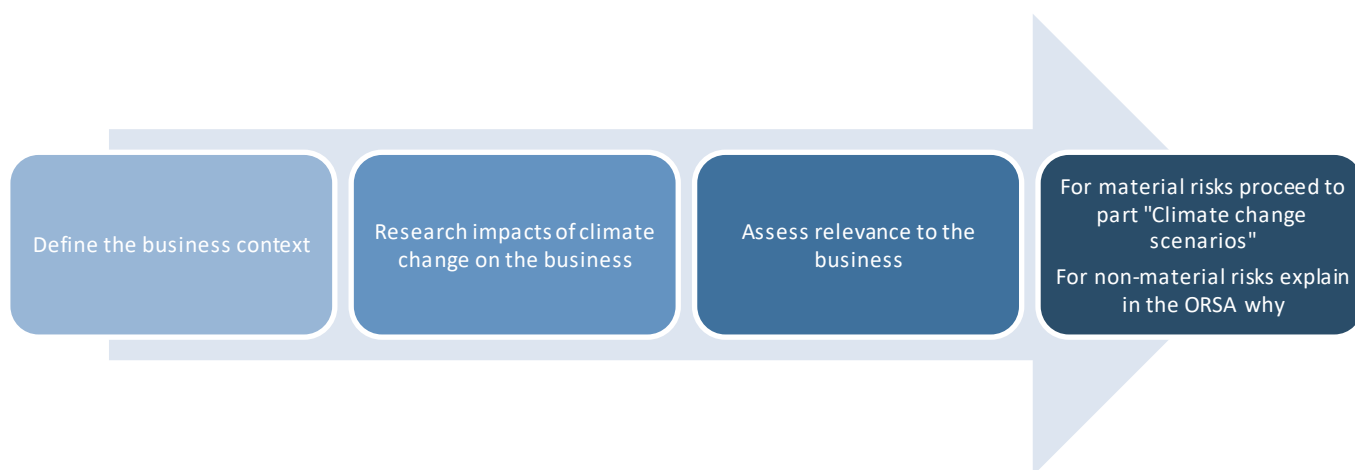 Define the business context
Research impacts of climate
change on the business
Assess relevance to the
business
For material risks proceed to
part "Climate change
scenarios"
For non-material risks explain
in the ORSA why